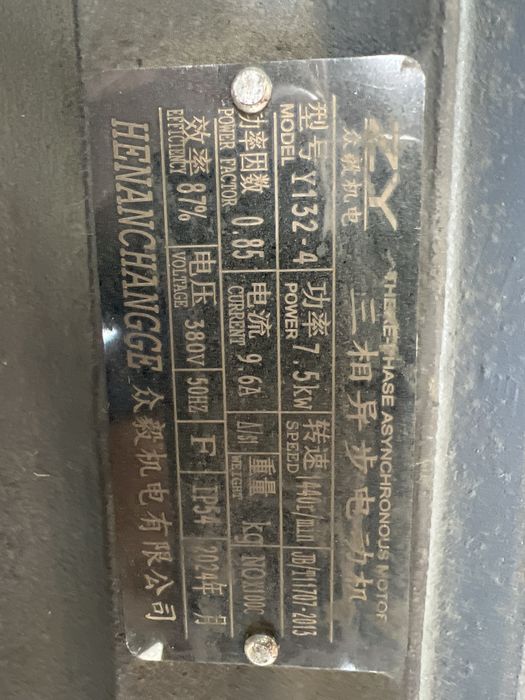 ZY
众毅机电
THERE-PHASE ASYNCHRONOUS MOTOR
三相异步电动机
型号 Y132-4 功率 7.5KW 转速 1440r/min JB/T11707-2013
MODEL POWER SPEED
功率因数 0.85 电流 9.6A 重量 kg
POWER FACTOR CURRENT
效率 87% 电压 380V 50HZ F IP54 2024年 月
EFFICIENCY VOLTAGE
HENANCHANGGE 众毅机电有限公司